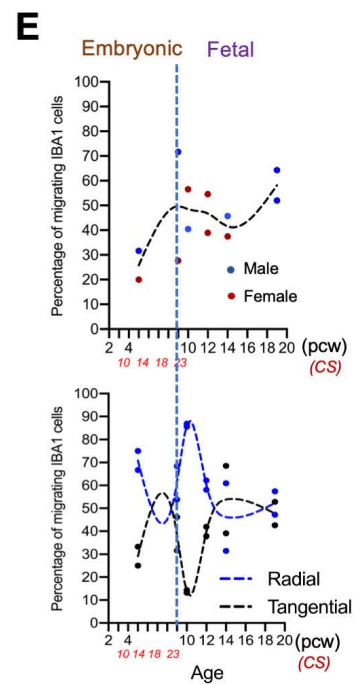 E
Embryonic Fetal
Percentage of migrating IBA1 cells
100
90
80
70
60
50
40
30
20
10
0
Male
Female
2 4 8 10 12 14 16 18 20 (pcw)
10 14 18 23 (CS)
Percentage of migrating IBA1 cells
100
90
80
70
60
50
40
30
20
10
0
Radial
Tangential
2 4 8 10 12 14 16 18 20 (pcw)
10 14 18 23 (CS)
Age